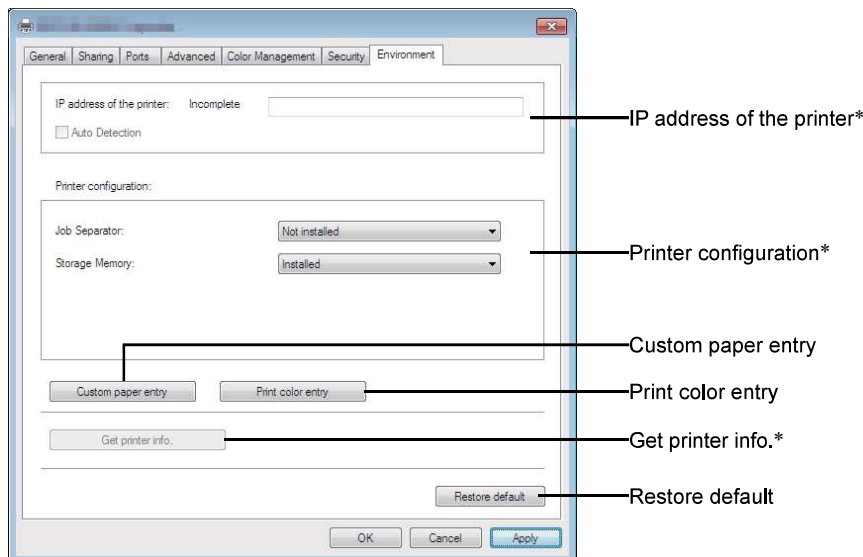 General Sharing Ports Advanced Color Management Security Environment
IP address of the printer: Incomplete
IP address of the printer*
Auto Detection
Printer configuration:
Job Separator: Not installed
Printer configuration*
Storage Memory: Installed
Custom paper entry
Custom paper entry Print color entry
Print color entry
Get printer info.
Get printer info.*
Restore default
Restore default
OK Cancel Apply